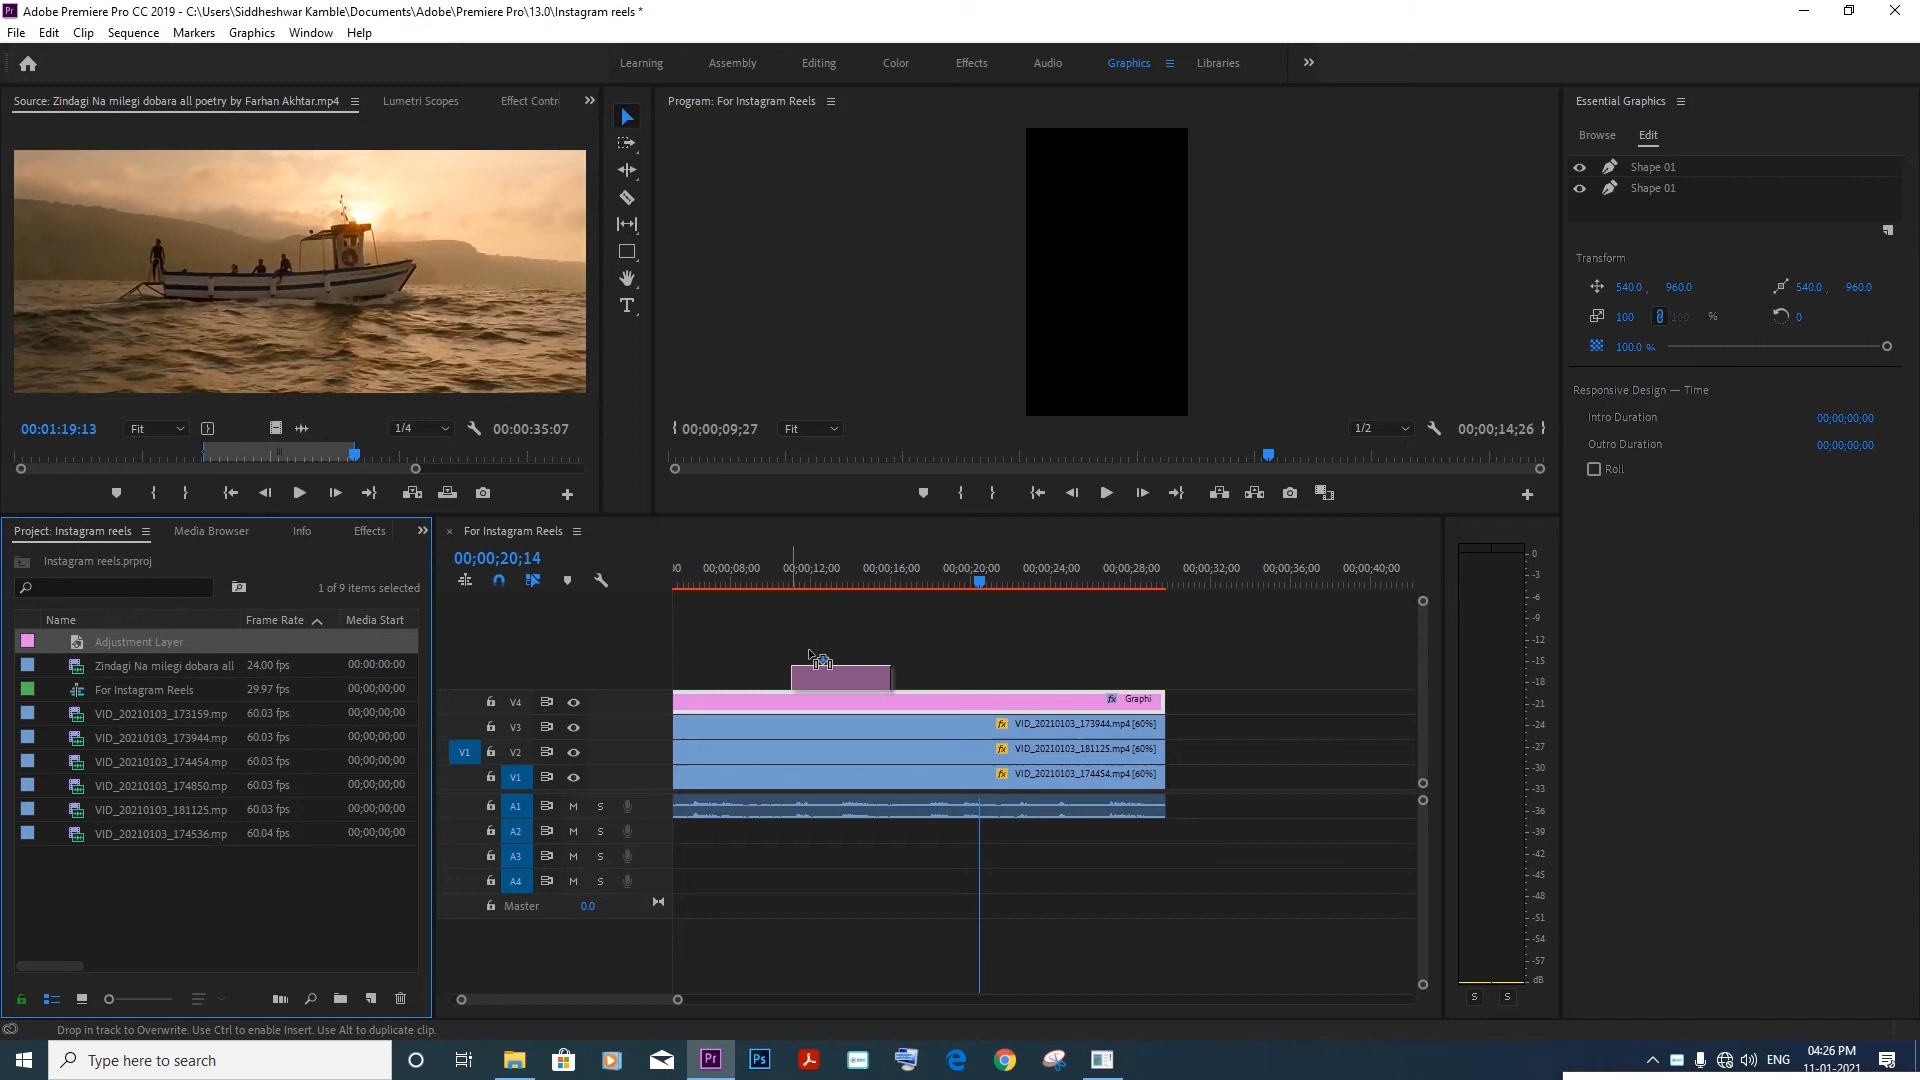 Adobe Premiere Pro CC 2019 - C:\Users\Siddheshwar Kamble\Documents\Adobe\Premiere Pro\13.0\Instagram reels *
File Edit Clip Sequence Markers Graphics Window Help
Learning Assembly Editing Color Effects Audio Graphics Libraries
Source: Zindagi Na milegi dobara all poetry by Farhan Akhtar.mp4 Lumetri Scopes Effect Contr
Program: For Instagram Reels
Essential Graphics
Browse Edit
Shape 01
Shape 01
Transform
540.0 , 960.0 540.0 , 960.0
100 100 % 0
100.0 %
Responsive Design — Time
Intro Duration 00;00;00;00
Outro Duration 00;00;00;00
Roll
00:01:19:13 Fit 1/4 00:00:35:07
00;00;09;27 Fit 1/2 00;00;14;26
Project: Instagram reels Media Browser Info Effects
Instagram reels.prproj
1 of 9 items selected
Name Frame Rate Media Start
Adjustment Layer
Zindagi Na milegi dobara all 24.00 fps 00:00:00:00
For Instagram Reels 29.97 fps 00;00;00;00
VID_20210103_173159.mp 60.03 fps 00;00;00;00
VID_20210103_173944.mp 60.03 fps 00;00;00;00
VID_20210103_174454.mp 60.03 fps 00;00;00;00
VID_20210103_174850.mp 60.03 fps 00;00;00;00
VID_20210103_181125.mp 60.03 fps 00;00;00;00
VID_20210103_174536.mp 60.04 fps 00;00;00;00
× For Instagram Reels
00;00;20;14
00 00;00;08;00 00;00;12;00 00;00;16;00 00;00;20;00 00;00;24;00 00;00;28;00 00;00;32;00 00;00;36;00 00;00;40;00
V4 fx Graphi
V3 fx VID_20210103_173944.mp4 [60%]
V1 V2 fx VID_20210103_181125.mp4 [60%]
V1 fx VID_20210103_174454.mp4 [60%]
A1 M S
A2 M S
A3 M S
A4 M S
Master 0.0
0
-3
-6
-9
-12
-15
-18
-21
-24
-27
-30
-33
-36
-39
-42
-45
-48
-51
-54
-57
dB
S S
Drop in track to Overwrite. Use Ctrl to enable Insert. Use Alt to duplicate clip.
Type here to search
Pr Ps
ENG
04:26 PM
11-01-2021